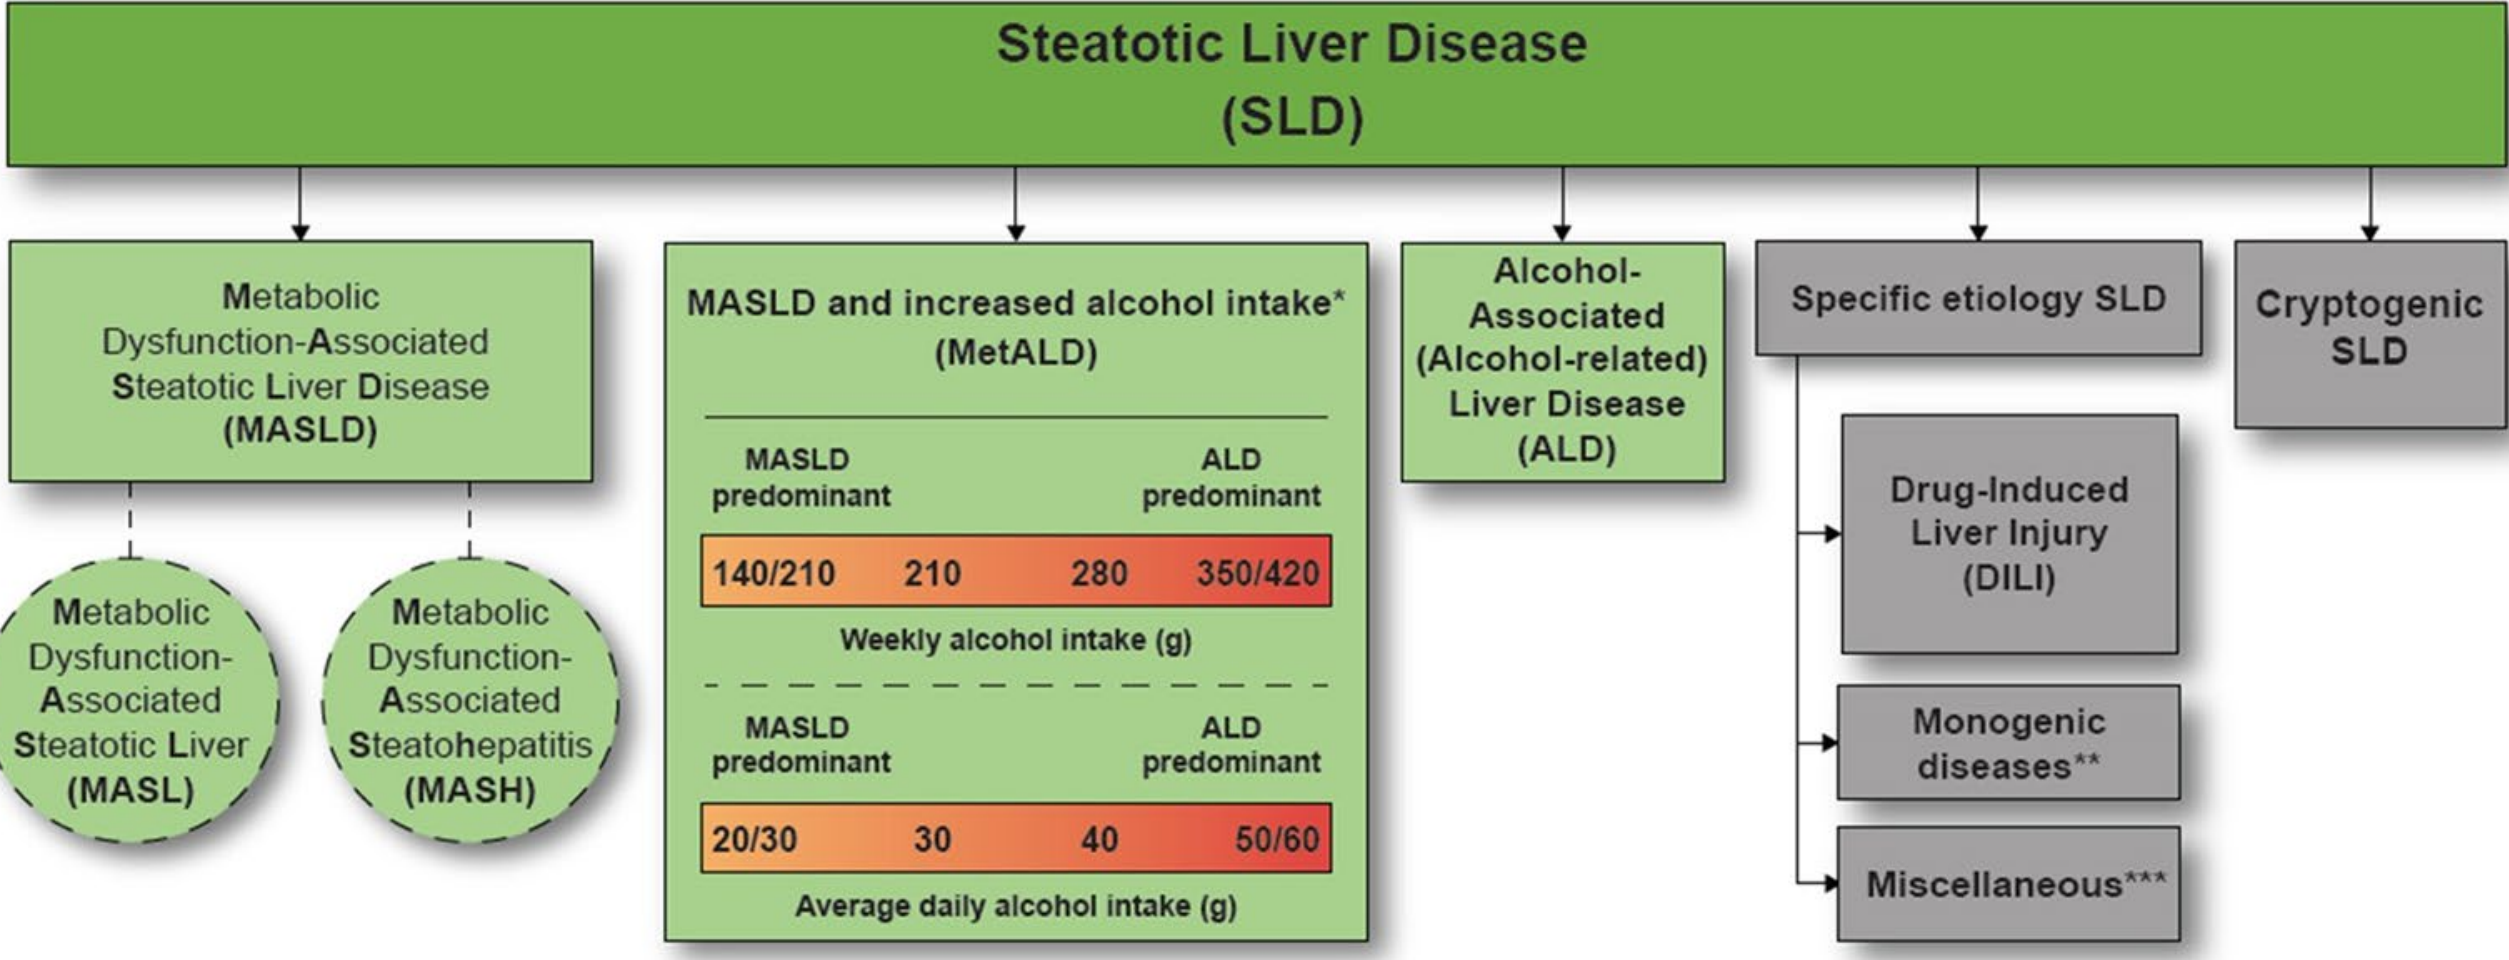 Steatotic Liver Disease
(SLD)
Metabolic
Dysfunction-Associated
Steatotic Liver Disease
(MASLD)
Metabolic
Dysfunction-
Associated
Steatotic Liver
(MASL)
Metabolic
Dysfunction-
Associated
Steatohepatitis
(MASH)
MASLD and increased alcohol intake*
(MetALD)
MASLD
predominant
ALD
predominant
140/210 210 280 350/420
Weekly alcohol intake (g)
MASLD
predominant
ALD
predominant
20/30 30 40 50/60
Average daily alcohol intake (g)
Alcohol-
Associated
(Alcohol-related)
Liver Disease
(ALD)
Specific etiology SLD
Drug-Induced
Liver Injury
(DILI)
Monogenic
diseases**
Miscellaneous***
Cryptogenic
SLD